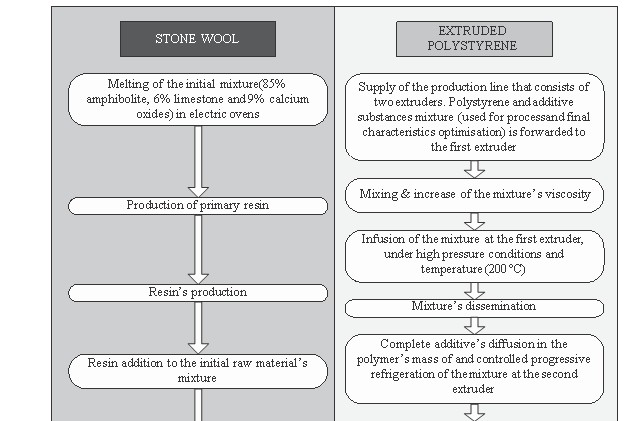 STONE WOOL
Melting of the initial mixture(85%
amphibolite, 6% limestone and 9% calcium
oxides) in electric ovens
Production of primary resin
Resin's production
Resin addition to the initial raw material's
mixture
EXTRUDED
POLYSTYRENE
Supply of the production line that consists of
two extruders. Polystyrene and additive
substances mixture (used for process and final
characteristics optimisation) is forwarded to
the first extruder
Mixing & increase of the mixture's viscosity
Infusion of the mixture at the first extruder,
under high pressure conditions and
temperature (200 °C)
Mixture's dissemination
Complete additive's diffusion in the
polymer's mass of and controlled progressive
refrigeration of the mixture at the second
extruder